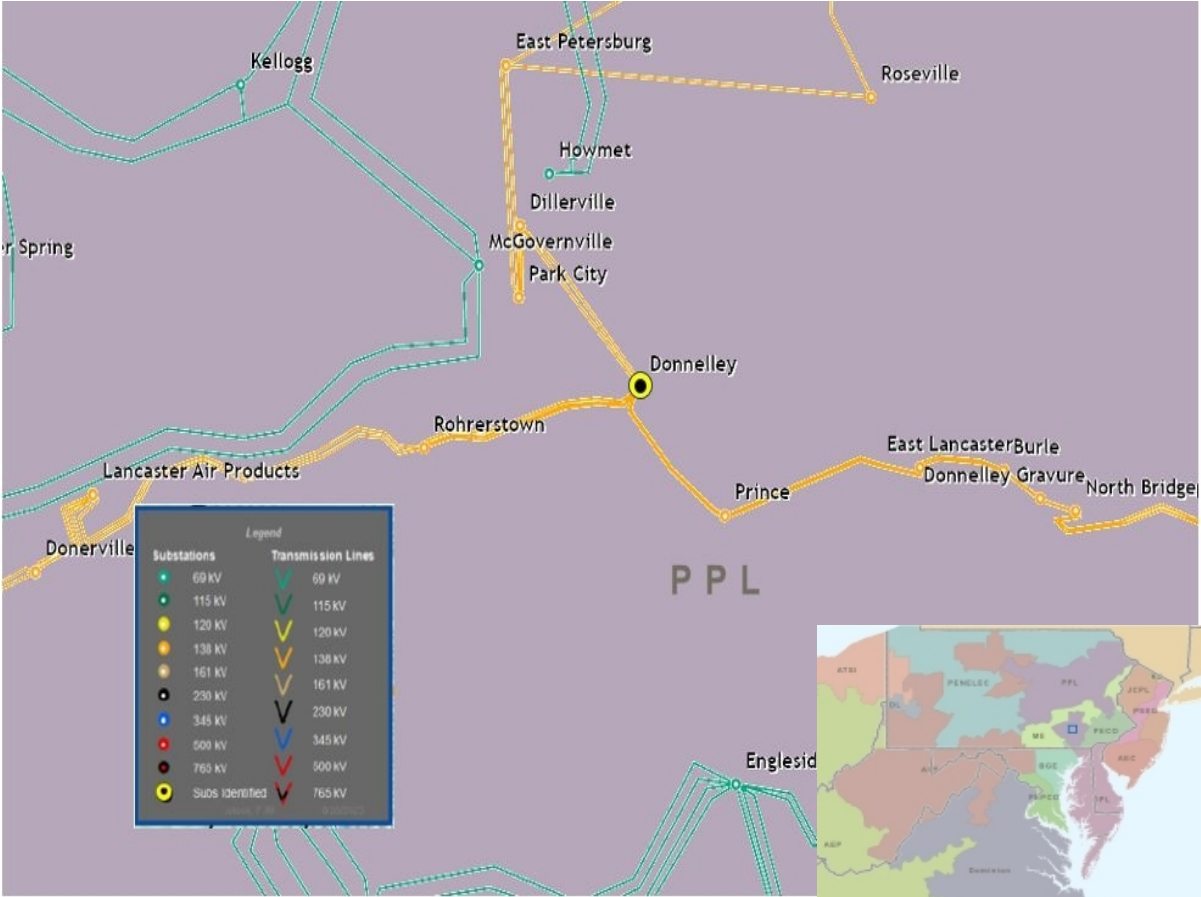 East Petersburg
Kellogg
Roseville
Howmet
Dillerville
McGovernville
r Spring
Park City
Donnelley
Rohrerstown
East Lancaster Burle
Lancaster Air Products
Donnelley Gravure
North Bridge
Prince
Donerville
PPL
Legend
Substations Transmission Lines
69 kV 69 kV
115 kV 115 kV
120 kV 120 kV
138 kV 138 kV
161 kV 161 kV
230 kV 230 kV
345 kV 345 kV
500 kV 500 kV
765 kV 765 kV
Subs Identified
Englesid
ATSI
PENELEC
PPL
JCPL
PSEG
ME
PECO
AEC
BGE
PEPCO
DPL
AEP
Dominion